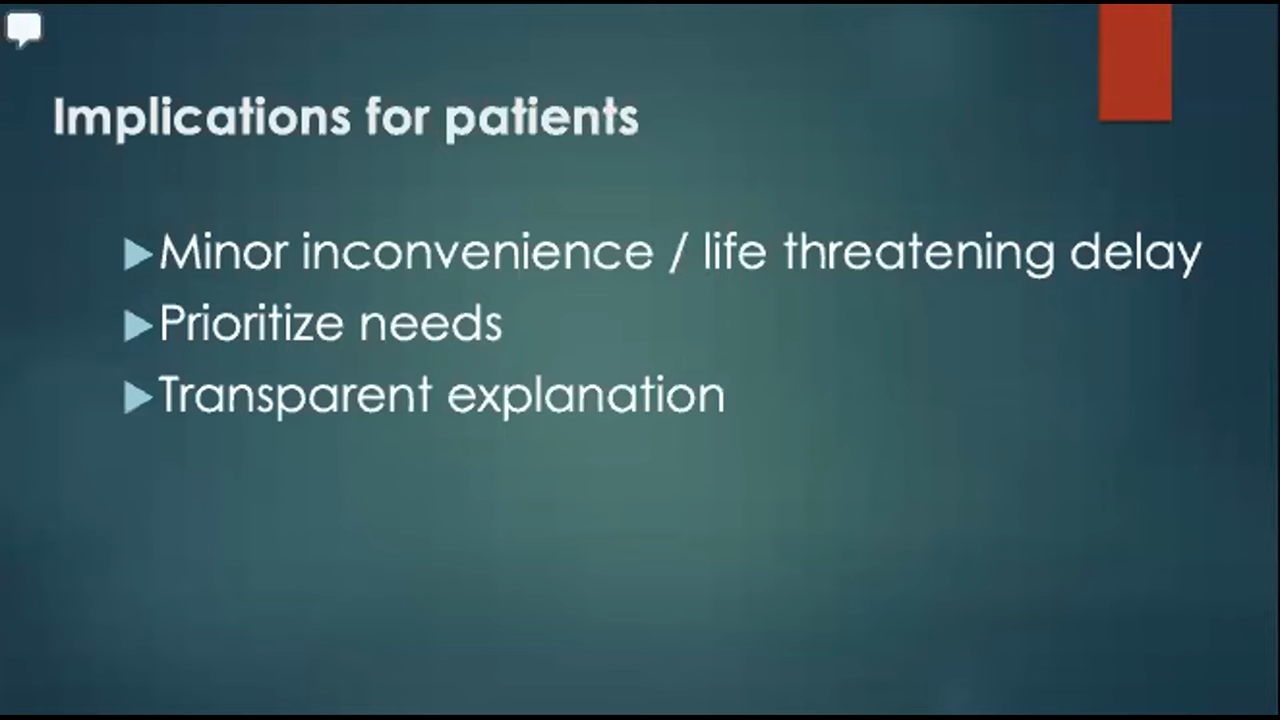 Implications for patients
Minor inconvenience / life threatening delay
Prioritize needs
Transparent explanation